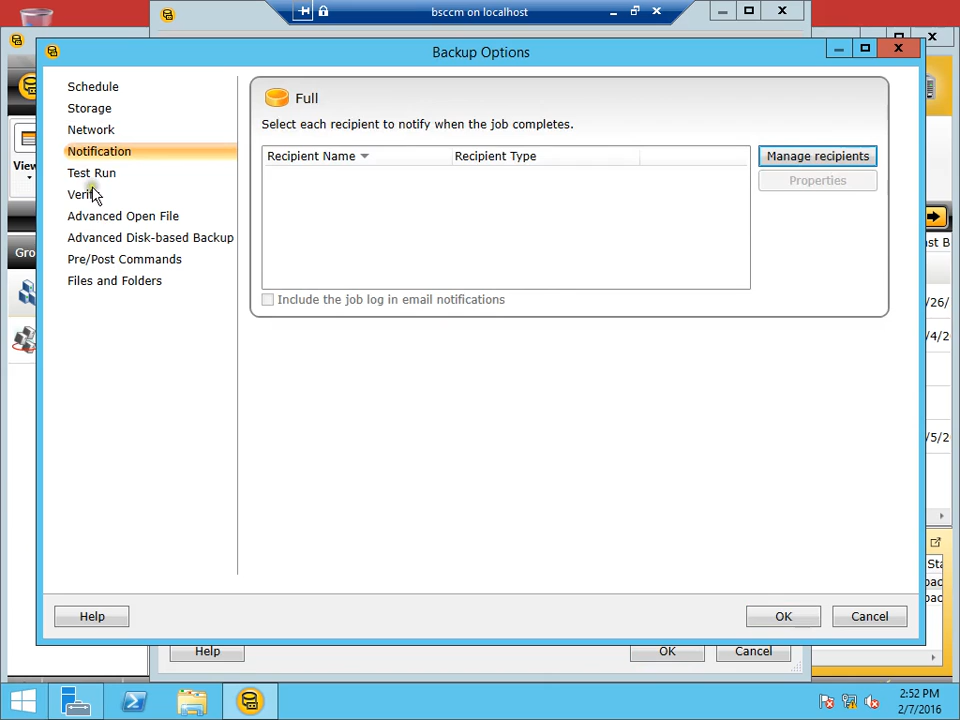 bsccm on localhost
Backup Options
Schedule
Storage
Network
Notification
Test Run
Advanced Open File
Advanced Disk-based Backup
Pre/Post Commands
Files and Folders
Full
Select each recipient to notify when the job completes.
Recipient Name
Recipient Type
Manage recipients
Properties
Include the job log in email notifications
Help
OK
Cancel
Help
OK
Cancel
2:52 PM
2/7/2016